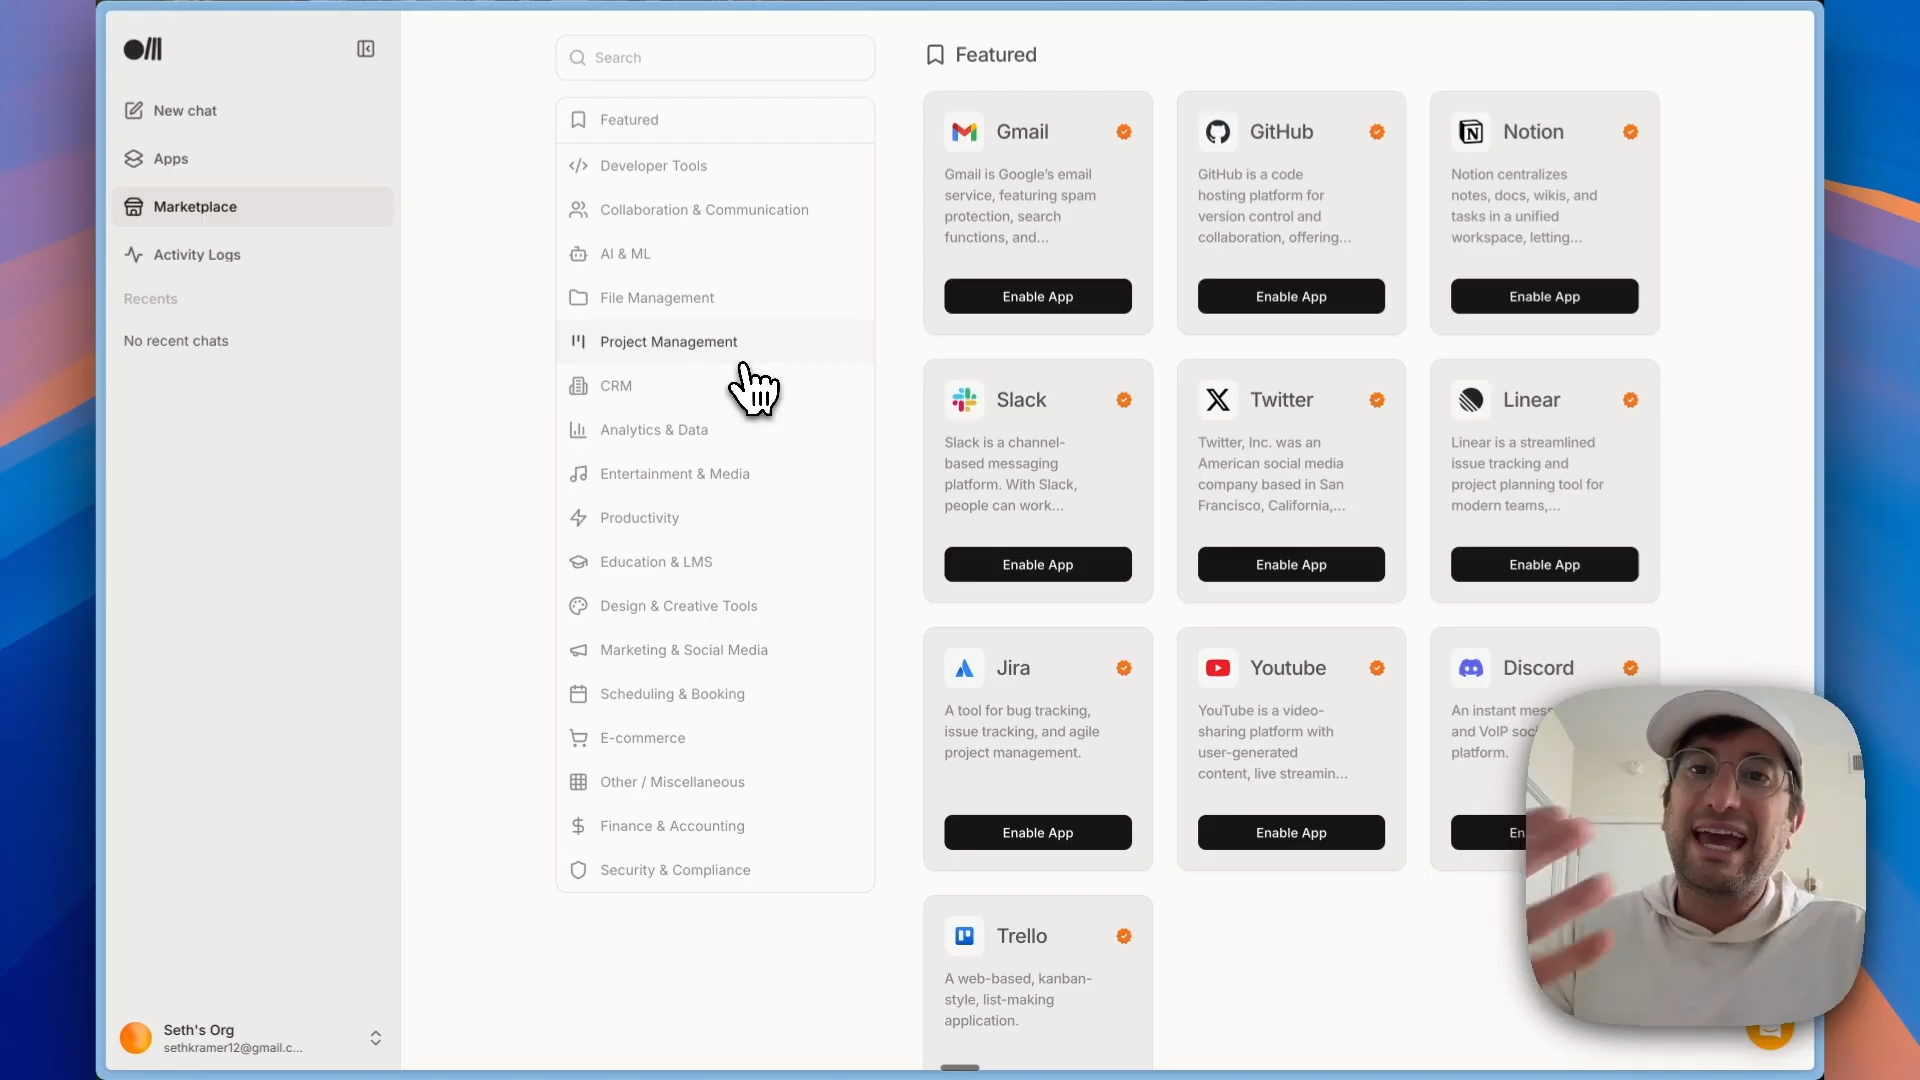 New chat
Apps
Marketplace
Activity Logs
Recents
No recent chats
Seth's Org
sethkramer12@gmail.c...
Search
Featured
Developer Tools
Collaboration & Communication
AI & ML
File Management
Project Management
CRM
Analytics & Data
Entertainment & Media
Productivity
Education & LMS
Design & Creative Tools
Marketing & Social Media
Scheduling & Booking
E-commerce
Other / Miscellaneous
Finance & Accounting
Security & Compliance
Featured
Gmail
Gmail is Google's email
service, featuring spam
protection, search
functions, and...
Enable App
GitHub
GitHub is a code
hosting platform for
version control and
collaboration, offering...
Enable App
Notion
Notion centralizes
notes, docs, wikis, and
tasks in a unified
workspace, letting...
Enable App
Slack
Slack is a channel-
based messaging
platform. With Slack,
people can work...
Enable App
Twitter
Twitter, Inc. was an
American social media
company based in San
Francisco, California,...
Enable App
Linear
Linear is a streamlined
issue tracking and
project planning tool for
modern teams,...
Enable App
Jira
A tool for bug tracking,
issue tracking, and agile
project management.
Enable App
Youtube
YouTube is a video-
sharing platform with
user-generated
content, live streamin...
Enable App
Discord
An instant
and VoIP
platform.
Trello
A web-based, kanban-
style, list-making
application.